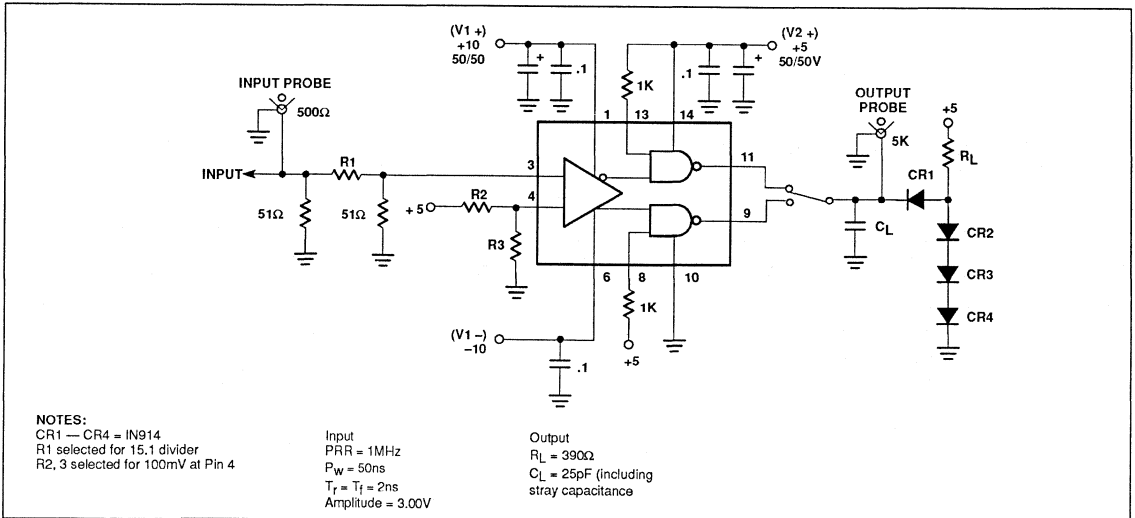 (V1 +)
+10
50/50
+
.1
1K
.1
+
(V2 +)
+5
50/50V
INPUT PROBE
500Ω
OUTPUT
PROBE
5K
+5
RL
1
13
14
INPUT
R1
3
11
CR1
51Ω
51Ω
+5
R2
4
R3
9
CL
CR2
CR3
CR4
6
8
10
1K
+5
(V1 −)
−10
.1
NOTES:
CR1 — CR4 = IN914
R1 selected for 15.1 divider
R2, 3 selected for 100mV at Pin 4
Input
PRR = 1MHz
PW = 50ns
Tr = Tf = 2ns
Amplitude = 3.00V
Output
RL = 390Ω
CL = 25pF (including
stray capacitance